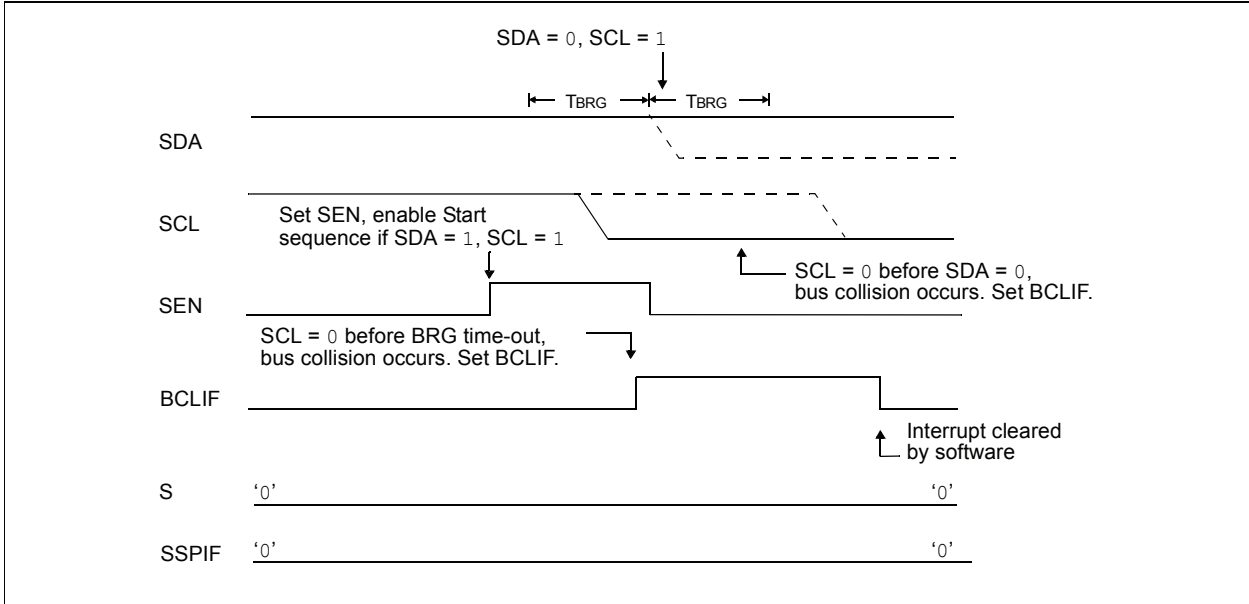 SDA = 0, SCL = 1
TBRG TBRG
SDA
SCL
Set SEN, enable Start
sequence if SDA = 1, SCL = 1
SCL = 0 before SDA = 0,
bus collision occurs. Set BCLIF.
SEN
SCL = 0 before BRG time-out,
bus collision occurs. Set BCLIF.
BCLIF
Interrupt cleared
by software
S ‘0’ ‘0’
SSPIF ‘0’ ‘0’